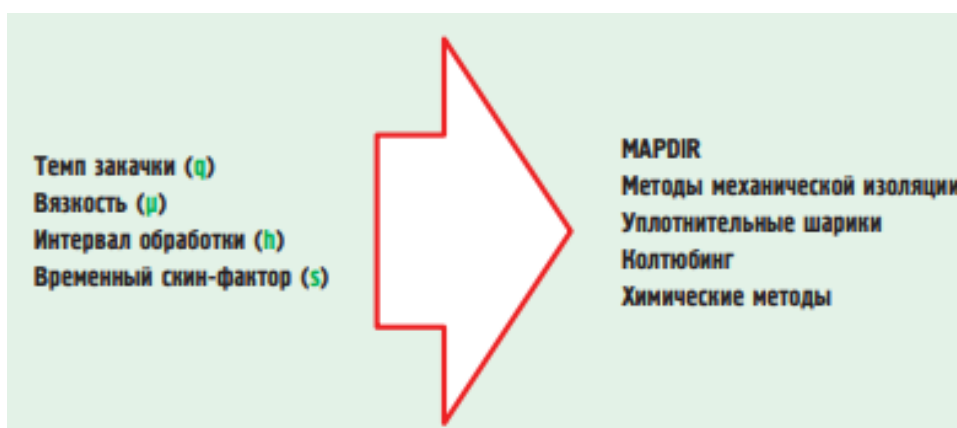 Темп закачки (q)
Вязкость (μ)
Интервал обработки (h)
Временный скин-фактор (s)
MAPDIR
Методы механической изоляции
Уплотнительные шарики
Колтюбинг
Химические методы